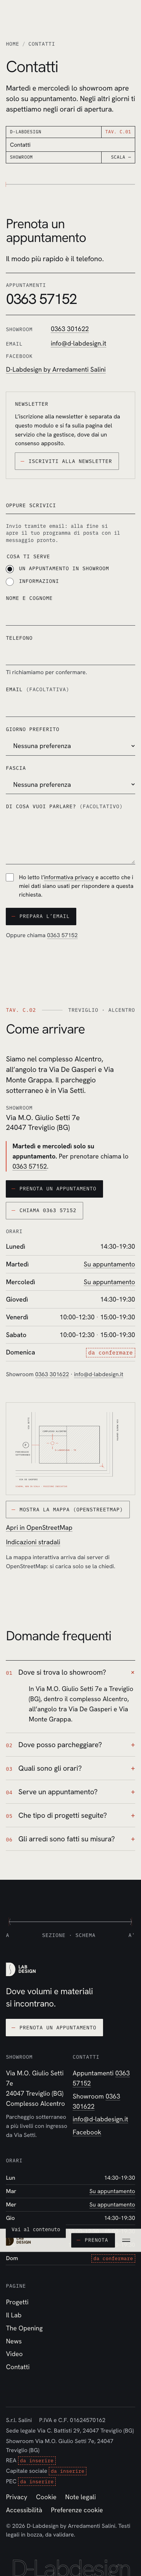 HOME / CONTATTI
Contatti
Martedì e mercoledì lo showroom apre
solo su appuntamento. Negli altri giorni ti
aspettiamo negli orari di apertura.
D-LABDESIGN
TAV. C.01
Contatti
SHOWROOM
SCALA —
Prenota un
appuntamento
Il modo più rapido è il telefono.
APPUNTAMENTI
0363 57152
SHOWROOM 0363 301622
EMAIL info@d-labdesign.it
FACEBOOK
D-Labdesign by Arredamenti Salini
NEWSLETTER
L'iscrizione alla newsletter è separata da
questo modulo e si fa sulla pagina del
servizio che la gestisce, dove dai un
consenso apposito.
— ISCRIVITI ALLA NEWSLETTER
OPPURE SCRIVICI
Invio tramite email: alla fine si
apre il tuo programma di posta con il
messaggio pronto.
COSA TI SERVE
UN APPUNTAMENTO IN SHOWROOM
INFORMAZIONI
NOME E COGNOME
TELEFONO
Ti richiamiamo per confermare.
EMAIL (FACOLTATIVA)
GIORNO PREFERITO
Nessuna preferenza
FASCIA
Nessuna preferenza
DI COSA VUOI PARLARE? (FACOLTATIVO)
Ho letto l'informativa privacy e accetto che i
miei dati siano usati per rispondere a questa
richiesta.
— PREPARA L'EMAIL
Oppure chiama 0363 57152
TAV. C.02
TREVIGLIO · ALCENTRO
Come arrivare
Siamo nel complesso Alcentro,
all'angolo tra Via De Gasperi e Via
Monte Grappa. Il parcheggio
sotterraneo è in Via Setti.
SHOWROOM
Via M.O. Giulio Setti 7e
24047 Treviglio (BG)
Martedì e mercoledì solo su
appuntamento. Per prenotare chiama lo
0363 57152.
— PRENOTA UN APPUNTAMENTO
— CHIAMA 0363 57152
ORARI
Lunedì 14:30–19:30
Martedì Su appuntamento
Mercoledì Su appuntamento
Giovedì 14:30–19:30
Venerdì 10:00–12:30 · 15:00–19:30
Sabato 10:00–12:30 · 15:00–19:30
Domenica da confermare
Showroom 0363 301622 · info@d-labdesign.it
— MOSTRA LA MAPPA (OPENSTREETMAP)
Apri in OpenStreetMap
Indicazioni stradali
La mappa interattiva arriva dai server di
OpenStreetMap: si carica solo se la chiedi.
Domande frequenti
01 Dove si trova lo showroom?
In Via M.O. Giulio Setti 7e a Treviglio
(BG), dentro il complesso Alcentro,
all'angolo tra Via De Gasperi e Via
Monte Grappa.
02 Dove posso parcheggiare? +
03 Quali sono gli orari? +
04 Serve un appuntamento? +
05 Che tipo di progetti seguite? +
06 Gli arredi sono fatti su misura? +
A SEZIONE · SCHEMA A'
LAB
DESIGN
Dove volumi e materiali
si incontrano.
— PRENOTA UN APPUNTAMENTO
SHOWROOM
Via M.O. Giulio Setti
7e
24047 Treviglio (BG)
Complesso Alcentro
Parcheggio sotterraneo
a più livelli con ingresso
da Via Setti.
CONTATTI
Appuntamenti 0363
57152
Showroom 0363
301622
info@d-labdesign.it
Facebook
ORARI
Lun 14:30–19:30
Mar Su appuntamento
Mer Su appuntamento
Gio 14:30–19:30
Vai al contenuto
DESIGN
— PRENOTA
Dom da confermare
PAGINE
Progetti
Il Lab
The Opening
News
Video
Contatti
S.r.l. Salini P.IVA e C.F. 01624570162
Sede legale Via C. Battisti 29, 24047 Treviglio (BG)
Showroom Via M.O. Giulio Setti 7e, 24047
Treviglio (BG)
REA da inserire
Capitale sociale da inserire
PEC da inserire
Privacy Cookie Note legali
Accessibilità Preferenze cookie
© 2026 D-Labdesign by Arredamenti Salini. Testi
legali in bozza, da validare.
D-Labdesign